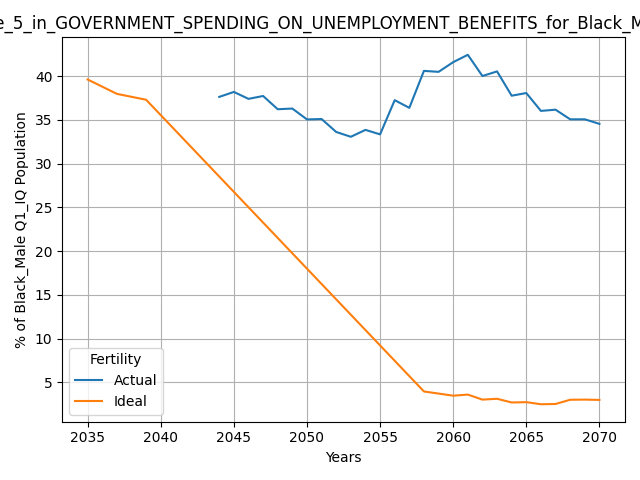 e_5_in_GOVERNMENT_SPENDING_ON_UNEMPLOYMENT_BENEFITS_for_Black_M
% of Black_Male Q1_IQ Population
40
35
30
25
20
15
10
5
Fertility
Actual
Ideal
2035 2040 2045 2050 2055 2060 2065 2070
Years